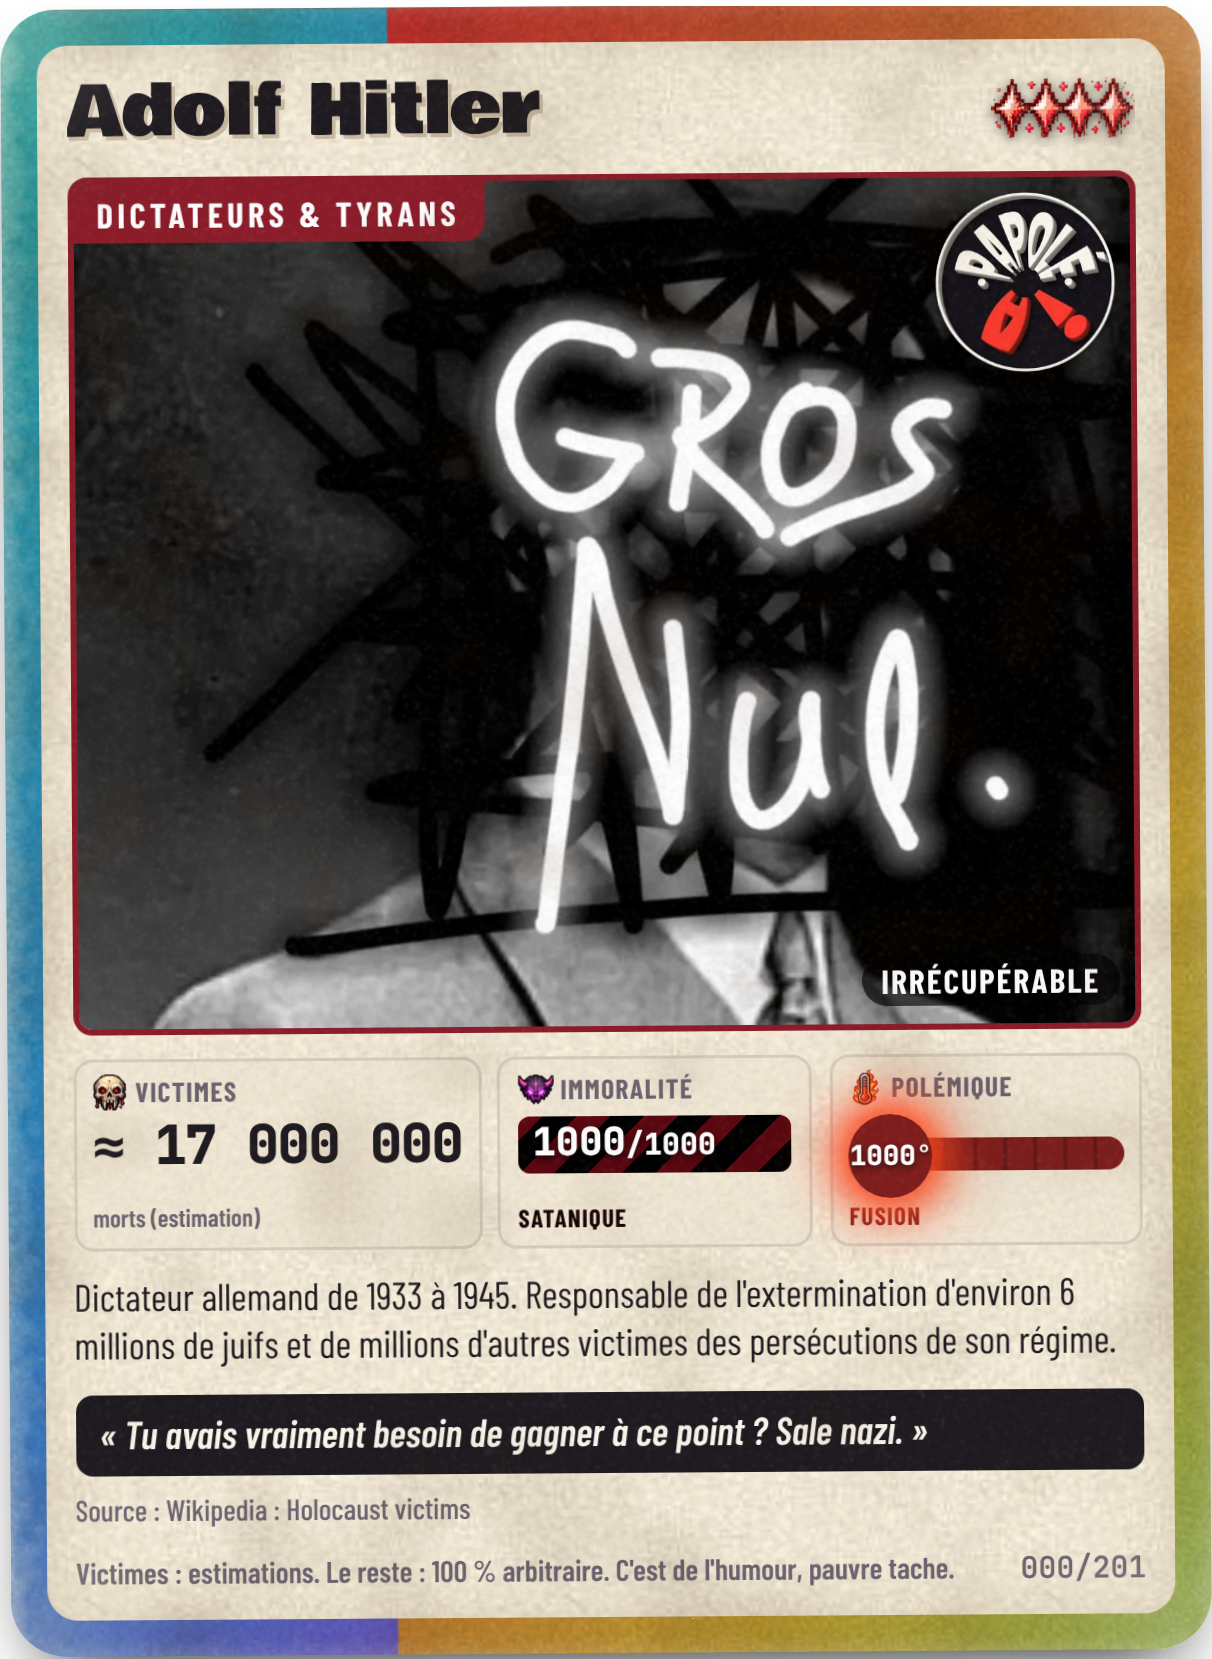 Adolf Hitler
DICTATEURS & TYRANS
PAPOLÉ
GROS
Nul.
IRRÉCUPÉRABLE
VICTIMES
≈ 17 000 000
morts (estimation)
IMMORALITÉ
1000/1000
SATANIQUE
POLÉMIQUE
1000°
FUSION
Dictateur allemand de 1933 à 1945. Responsable de l'extermination d'environ 6
millions de juifs et de millions d'autres victimes des persécutions de son régime.
« Tu avais vraiment besoin de gagner à ce point ? Sale nazi. »
Source : Wikipedia : Holocaust victims
Victimes : estimations. Le reste : 100 % arbitraire. C'est de l'humour, pauvre tache.
000/201